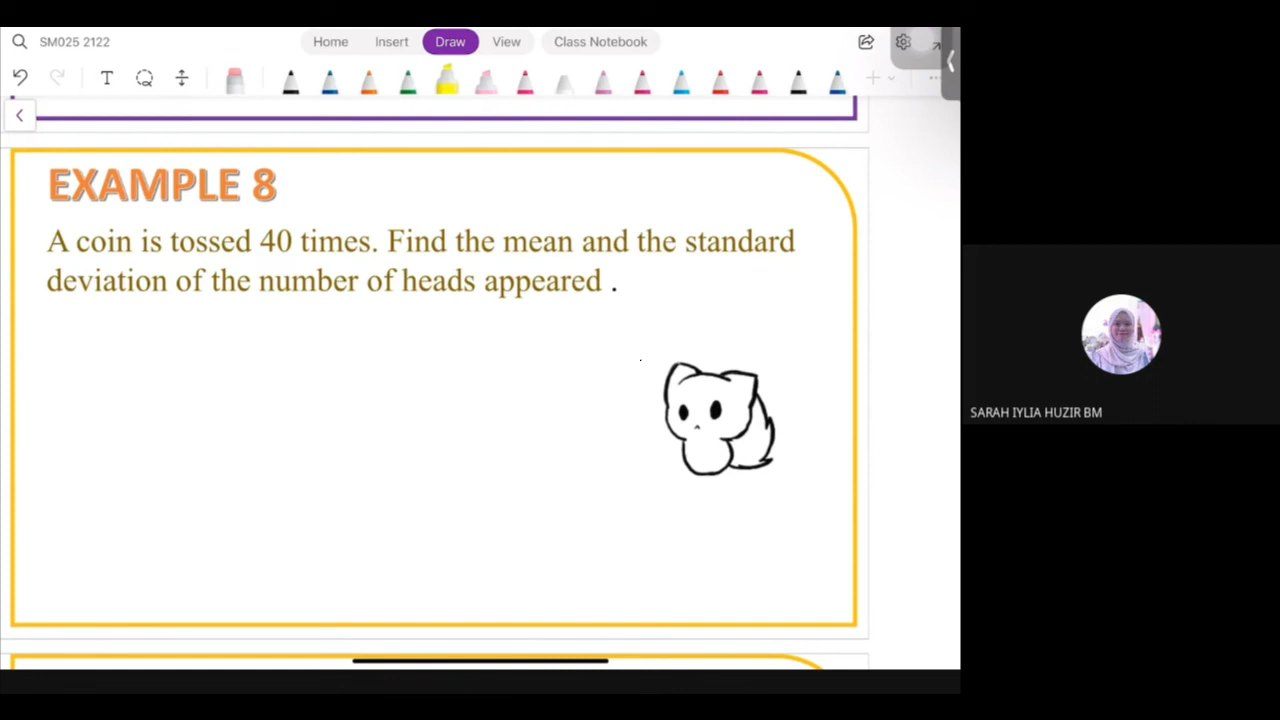 SM025 2122
Home Insert Draw View Class Notebook
T
EXAMPLE 8
A coin is tossed 40 times. Find the mean and the standard
deviation of the number of heads appeared .
SARAH IYLIA HUZIR BM